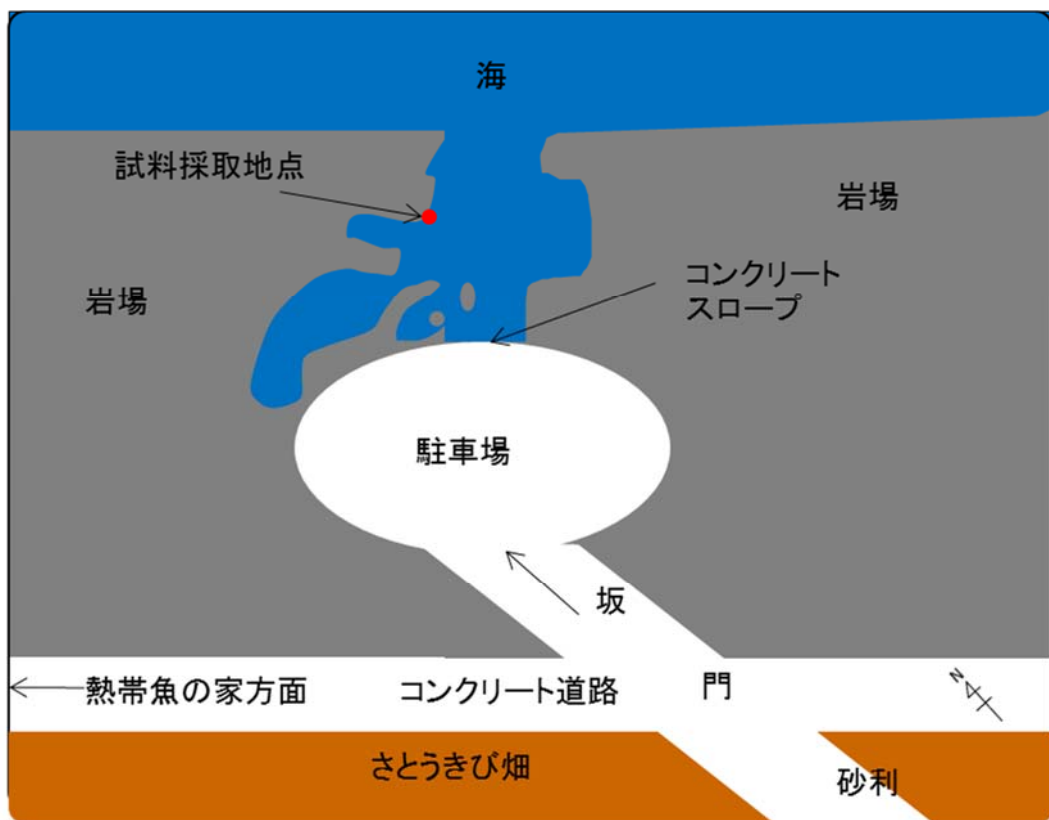 海
試料採取地点
岩場
コンクリート
スロープ
岩場
駐車場
坂
熱帯魚の家方面
コンクリート道路
門
N
さとうきび畑
砂利